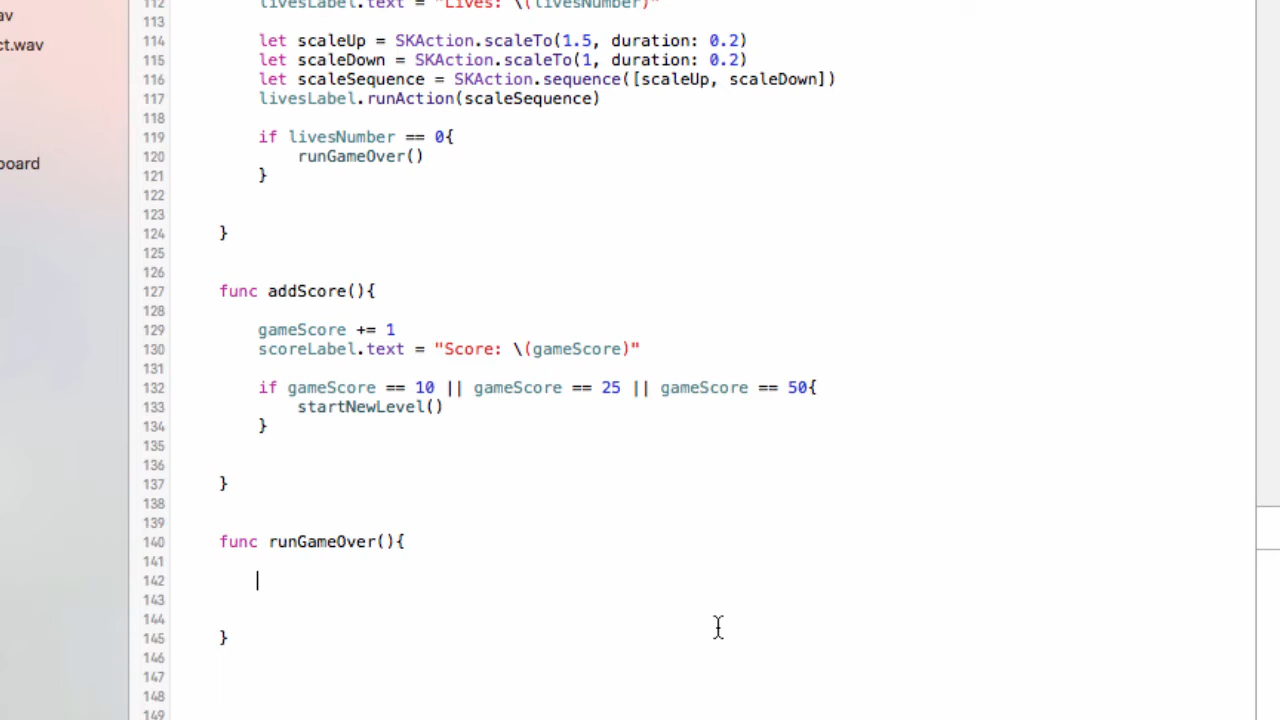 av
ct.wav
board
112 livesLabel.text = "Lives: \(livesNumber)"
113
114 let scaleUp = SKAction.scaleTo(1.5, duration: 0.2)
115 let scaleDown = SKAction.scaleTo(1, duration: 0.2)
116 let scaleSequence = SKAction.sequence([scaleUp, scaleDown])
117 livesLabel.runAction(scaleSequence)
118
119 if livesNumber == 0{
120 runGameOver()
121 }
122
123
124 }
125
126
127 func addScore(){
128
129 gameScore += 1
130 scoreLabel.text = "Score: \(gameScore)"
131
132 if gameScore == 10 || gameScore == 25 || gameScore == 50{
133 startNewLevel()
134 }
135
136
137 }
138
139
140 func runGameOver(){
141
142
143
144
145 }
146
147
148
149